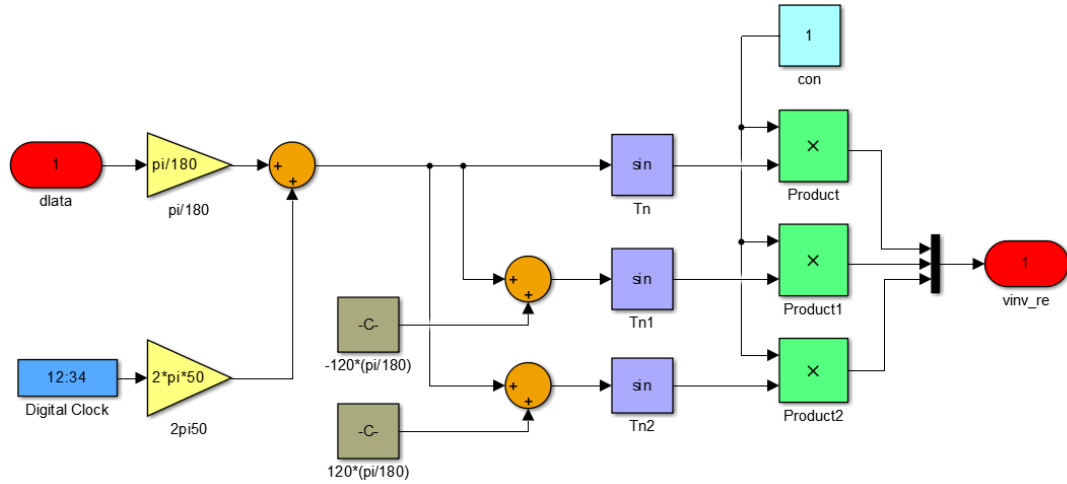 1
con
1
dlata
pi/180
pi/180
+
+
sin
Tn
×
Product
+
+
sin
Tn1
×
Product1
1
vinv_re
-C-
-120*(pi/180)
12:34
Digital Clock
2*pi*50
2pi50
+
+
sin
Tn2
×
Product2
-C-
120*(pi/180)